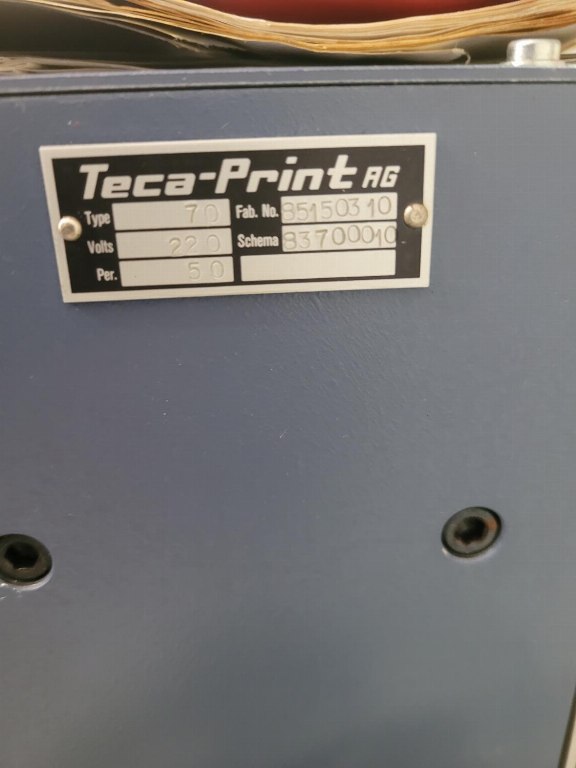 Teca-Print AG
Type 70 Fab. No. 85150310
Volts 220 Schema 83700010
Per. 50